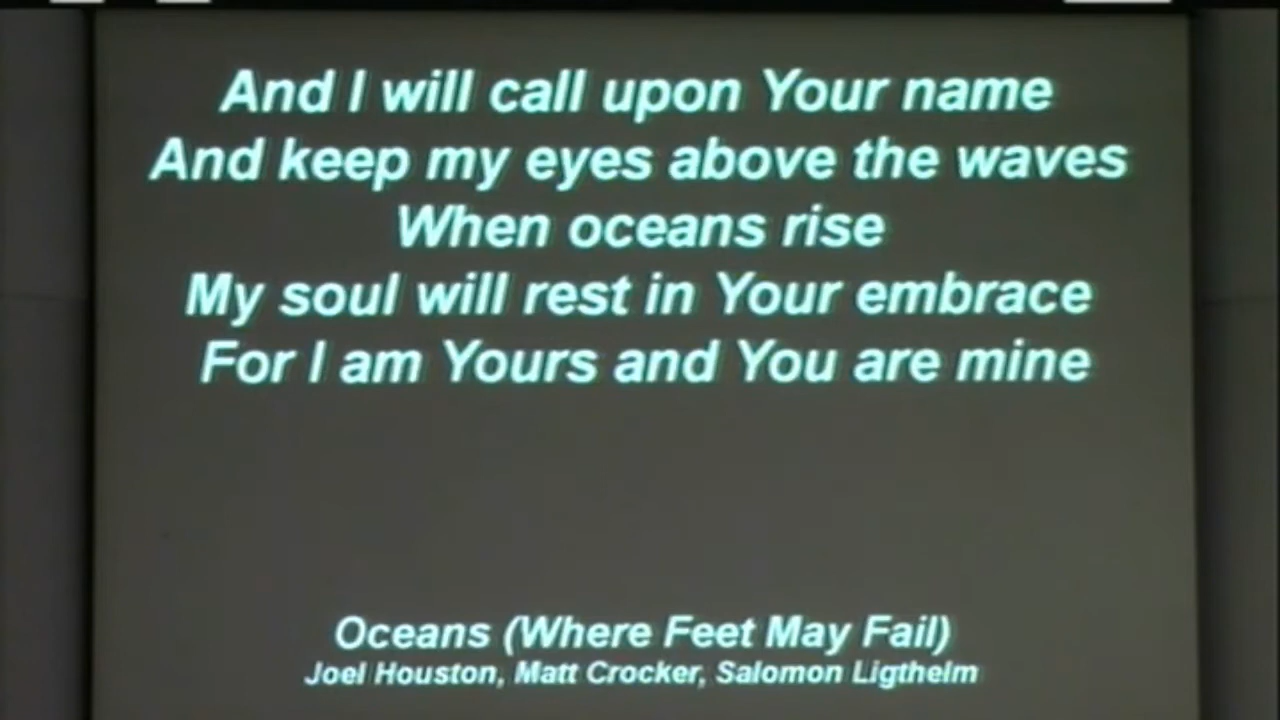 And I will call upon Your name
And keep my eyes above the waves
When oceans rise
My soul will rest in Your embrace
For I am Yours and You are mine
Oceans (Where Feet May Fail)
Joel Houston, Matt Crocker, Salomon Ligthelm